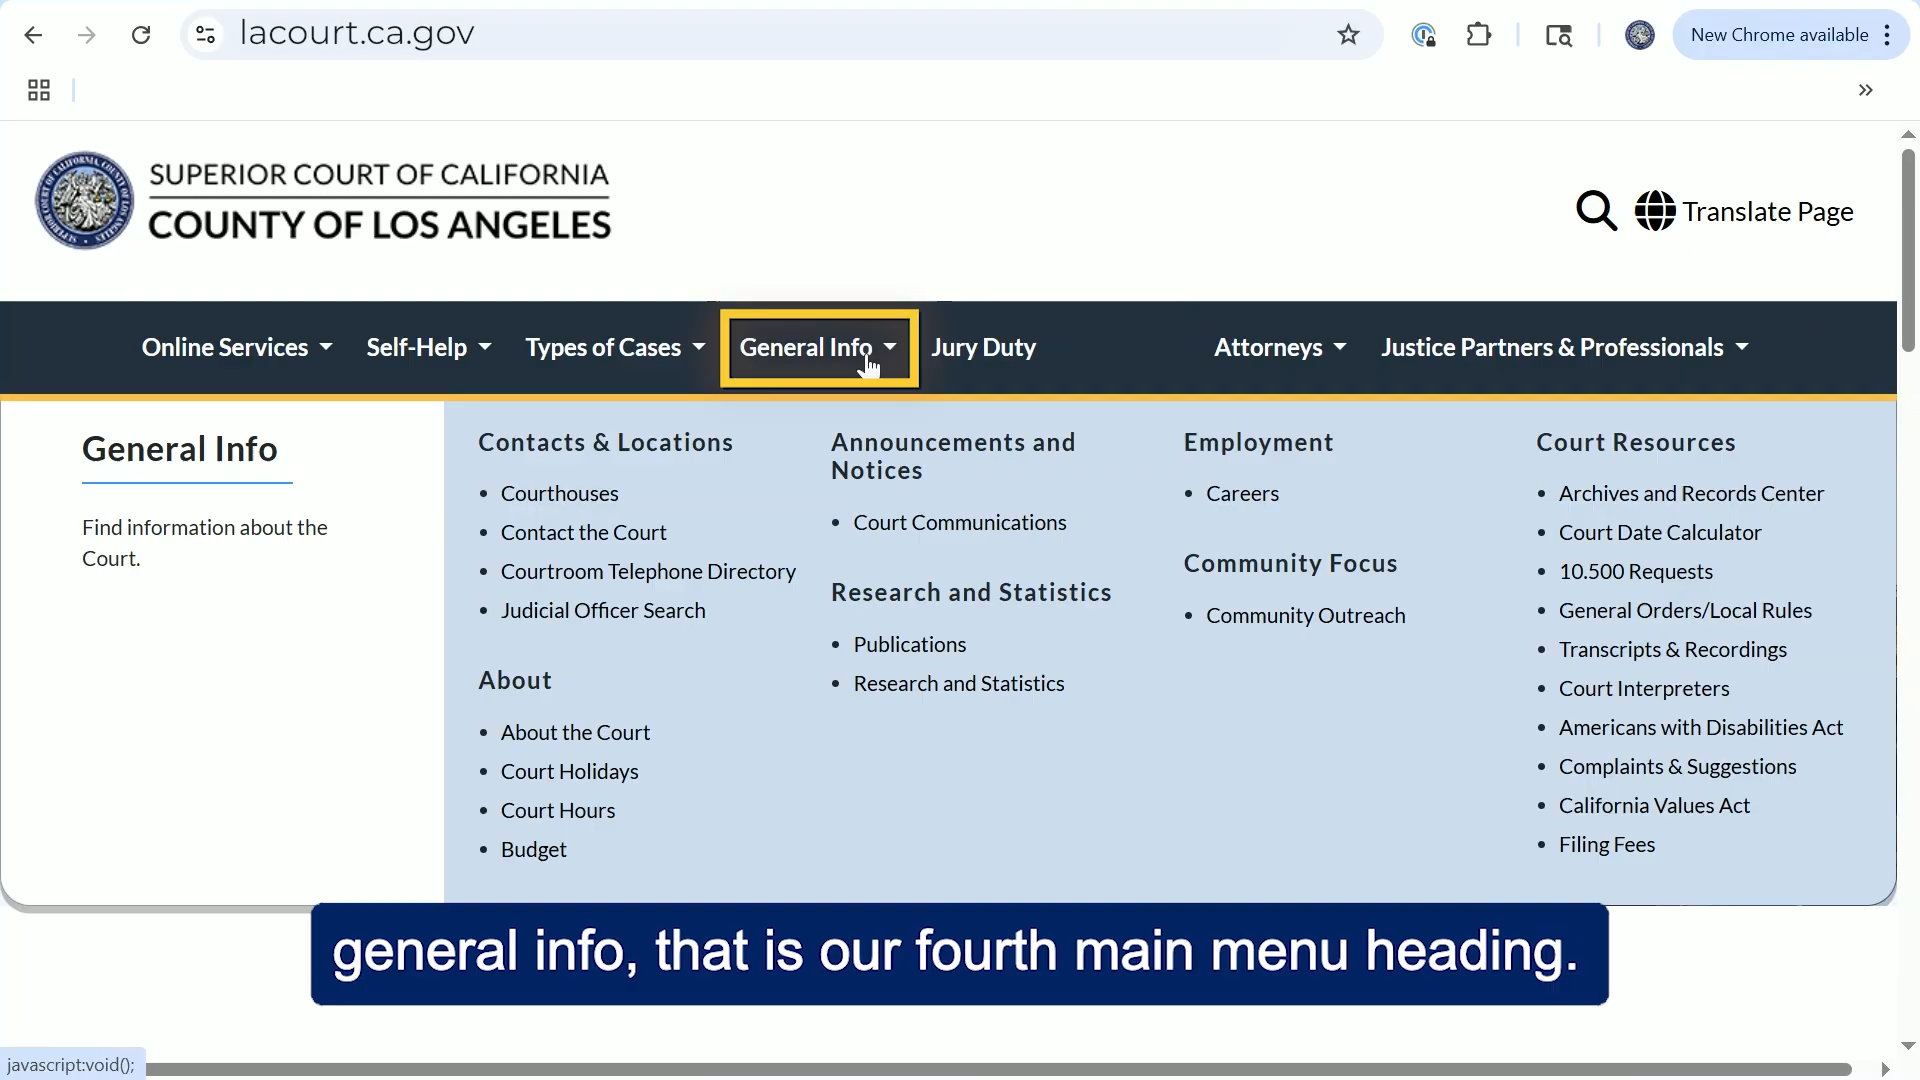 lacourt.ca.gov
New Chrome available
SUPERIOR COURT OF CALIFORNIA
COUNTY OF LOS ANGELES
Translate Page
Online Services
Self-Help
Types of Cases
General Info
Jury Duty
Attorneys
Justice Partners & Professionals
General Info
Find information about the
Court.
Contacts & Locations
• Courthouses
• Contact the Court
• Courtroom Telephone Directory
• Judicial Officer Search
About
• About the Court
• Court Holidays
• Court Hours
• Budget
Announcements and
Notices
• Court Communications
Research and Statistics
• Publications
• Research and Statistics
Employment
• Careers
Community Focus
• Community Outreach
Court Resources
• Archives and Records Center
• Court Date Calculator
• 10.500 Requests
• General Orders/Local Rules
• Transcripts & Recordings
• Court Interpreters
• Americans with Disabilities Act
• Complaints & Suggestions
• California Values Act
• Filing Fees
general info, that is our fourth main menu heading.
javascript:void();